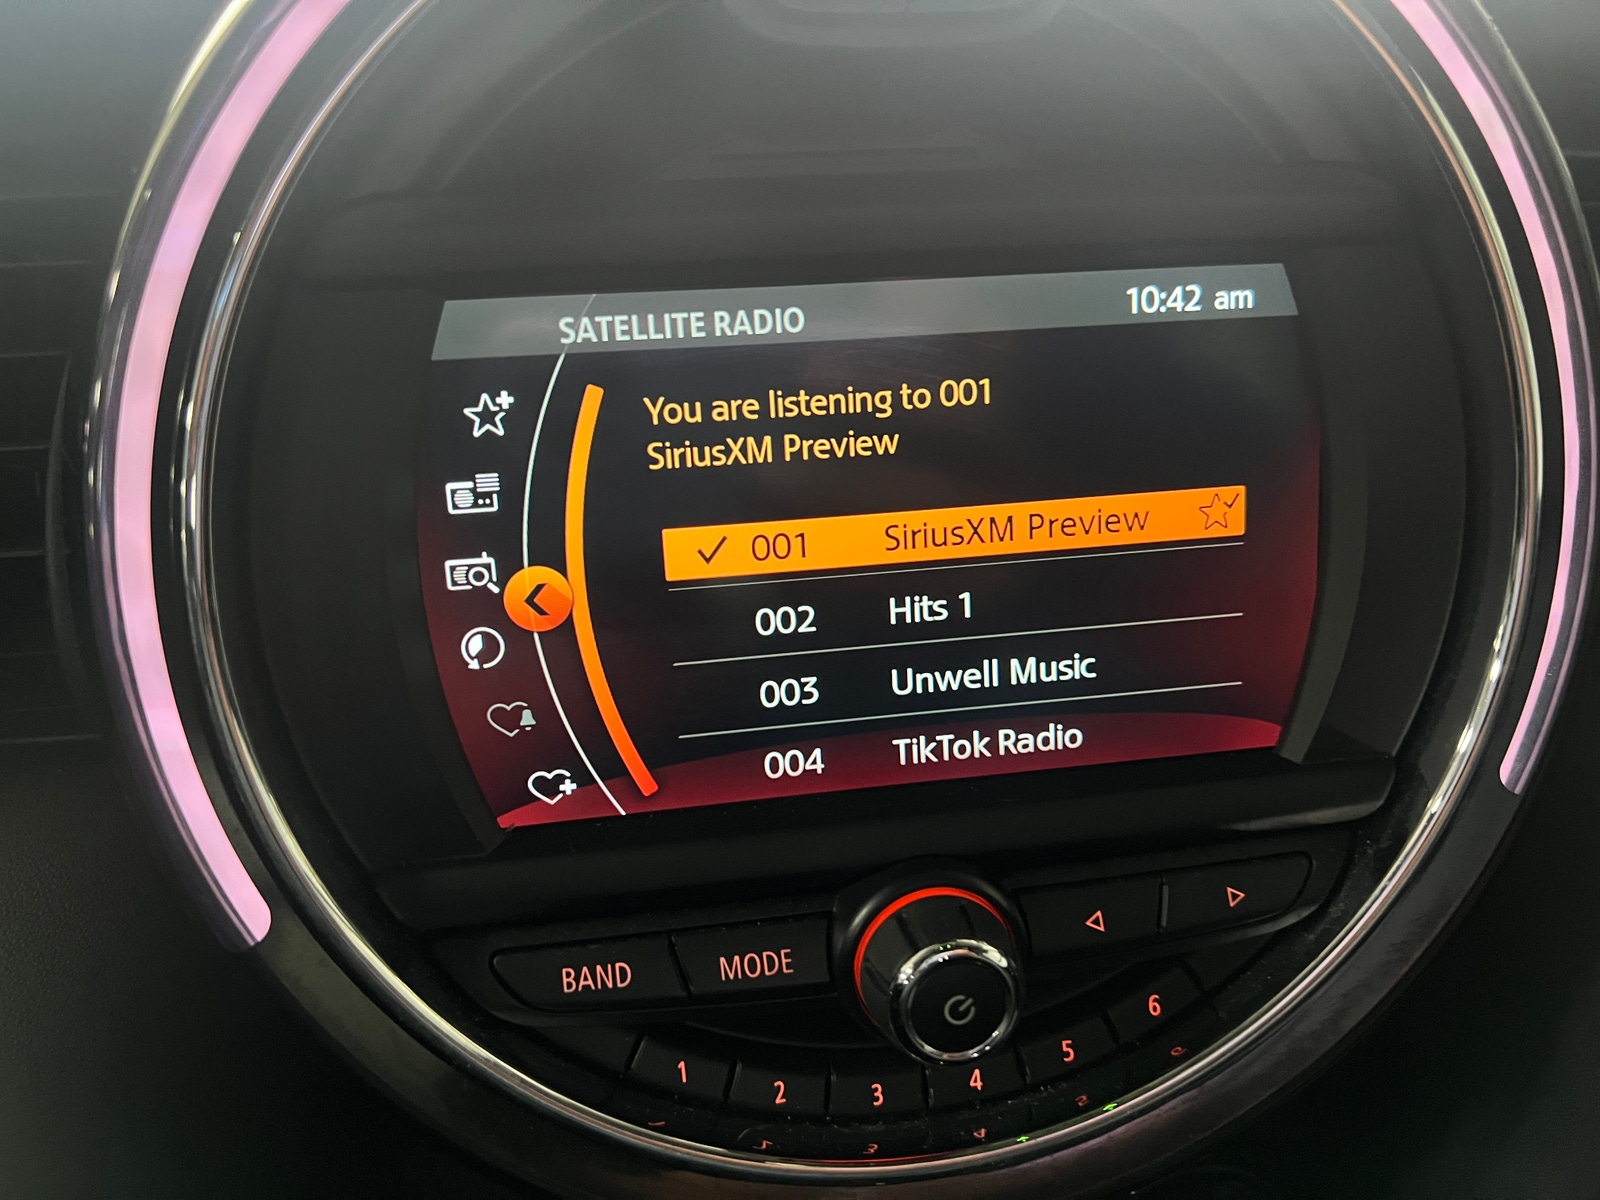 SATELLITE RADIO 10:42 am
You are listening to 001
SiriusXM Preview
001 SiriusXM Preview
002 Hits 1
003 Unwell Music
004 TikTok Radio
BAND MODE
1 2 3 4 5 6